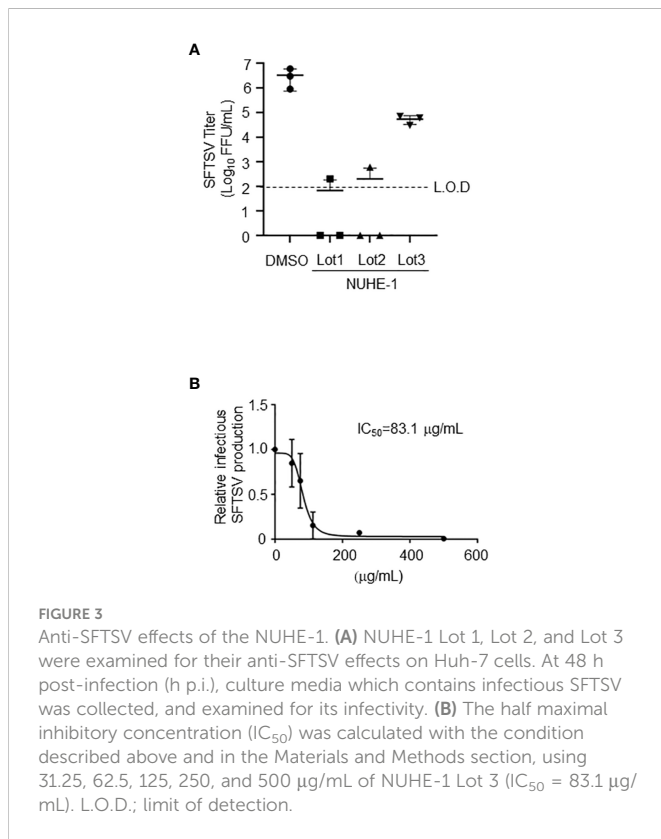 A
7
6
5
4
3
2
1
0
SFTSV Titer
(Log10 FFU/mL)
L.O.D
DMSO Lot1 Lot2 Lot3
NUHE-1
B
1.5
1.0
0.5
0
Relative infectious
SFTSV production
IC50=83.1 µg/mL
0 200 400 600
(µg/mL)
FIGURE 3
Anti-SFTSV effects of the NUHE-1. (A) NUHE-1 Lot 1, Lot 2, and Lot 3
were examined for their anti-SFTSV effects on Huh-7 cells. At 48 h
post-infection (h p.i.), culture media which contains infectious SFTSV
was collected, and examined for its infectivity. (B) The half maximal
inhibitory concentration (IC50) was calculated with the condition
described above and in the Materials and Methods section, using
31.25, 62.5, 125, 250, and 500 µg/mL of NUHE-1 Lot 3 (IC50 = 83.1 µg/
mL). L.O.D.; limit of detection.